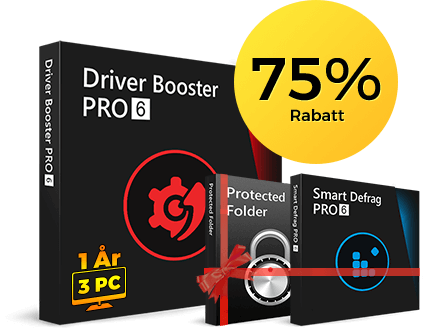 Driver Booster
PRO 6
Driver Booster PRO 6
1 År
3 PC
75%
Rabatt
Protected
Folder
Protected Folder
Smart Defrag
PRO 6
Smart Defrag PRO 6